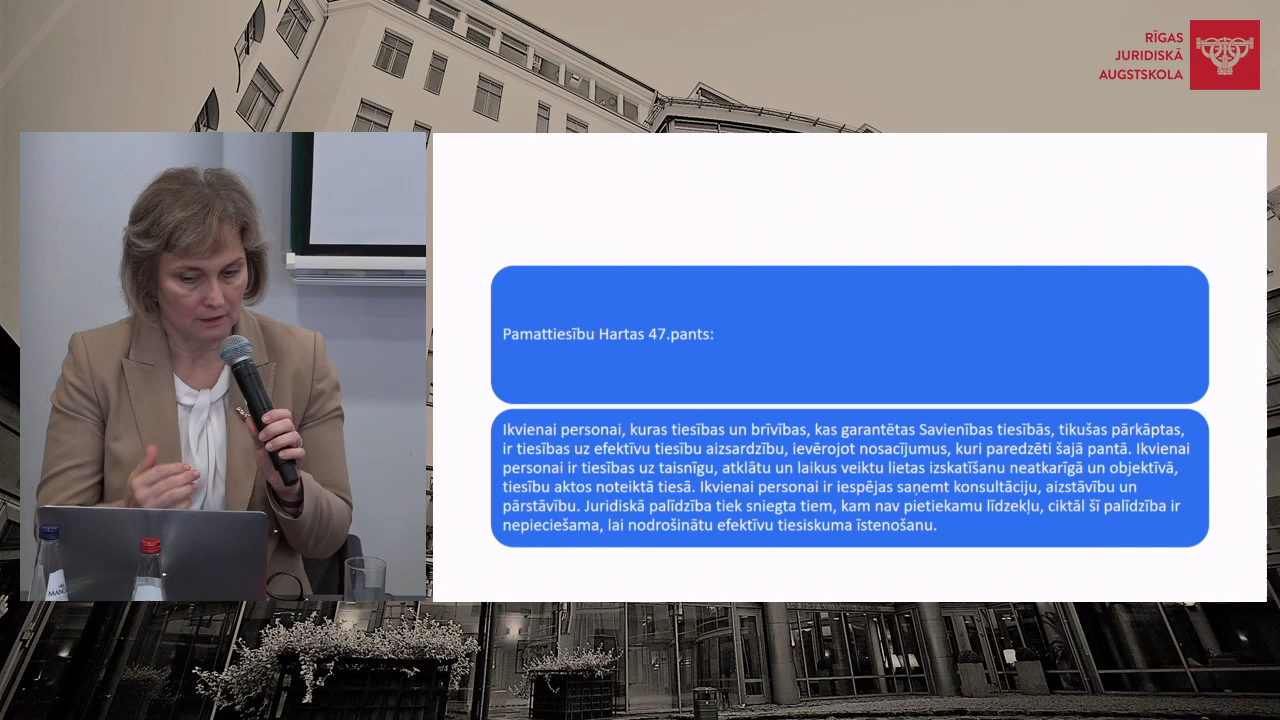 RĪGAS
JURIDISKĀ
AUGSTSKOLA
Pamattiesību Hartas 47.pants:
Ikvienai personai, kuras tiesības un brīvības, kas garantētas Savienības tiesībās, tikušas pārkāptas,
ir tiesības uz efektīvu tiesību aizsardzību, ievērojot nosacījumus, kuri paredzēti šajā pantā. Ikvienai
personai ir tiesības uz taisnīgu, atklātu un laikus veiktu lietas izskatīšanu neatkarīgā un objektīvā,
tiesību aktos noteiktā tiesā. Ikvienai personai ir iespējas saņemt konsultāciju, aizstāvību un
pārstāvību. Juridiskā palīdzība tiek sniegta tiem, kam nav pietiekamu līdzekļu, ciktāl šī palīdzība ir
nepieciešama, lai nodrošinātu efektīvu tiesiskuma īstenošanu.